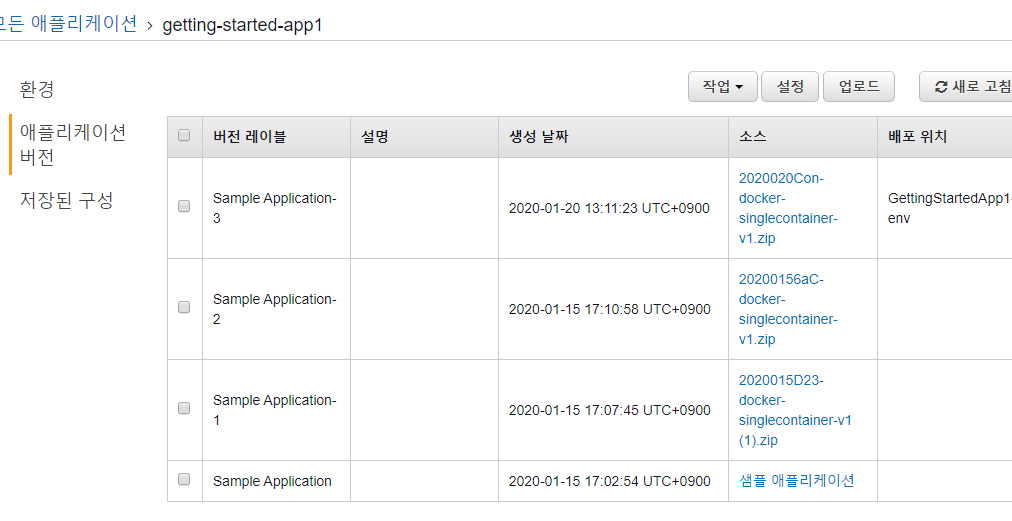 모든 애플리케이션 › getting-started-app1
환경
애플리케이션
버전
저장된 구성
작업 설정 업로드 새로 고침
버전 레이블 설명 생성 날짜 소스 배포 위치
Sample Application-
3
2020-01-20 13:11:23 UTC+0900
2020020Con-
docker-
singlecontainer-
v1.zip
GettingStartedApp1-
env
Sample Application-
2
2020-01-15 17:10:58 UTC+0900
20200156aC-
docker-
singlecontainer-
v1.zip
Sample Application-
1
2020-01-15 17:07:45 UTC+0900
2020015D23-
docker-
singlecontainer-v1
(1).zip
Sample Application
2020-01-15 17:02:54 UTC+0900
샘플 애플리케이션